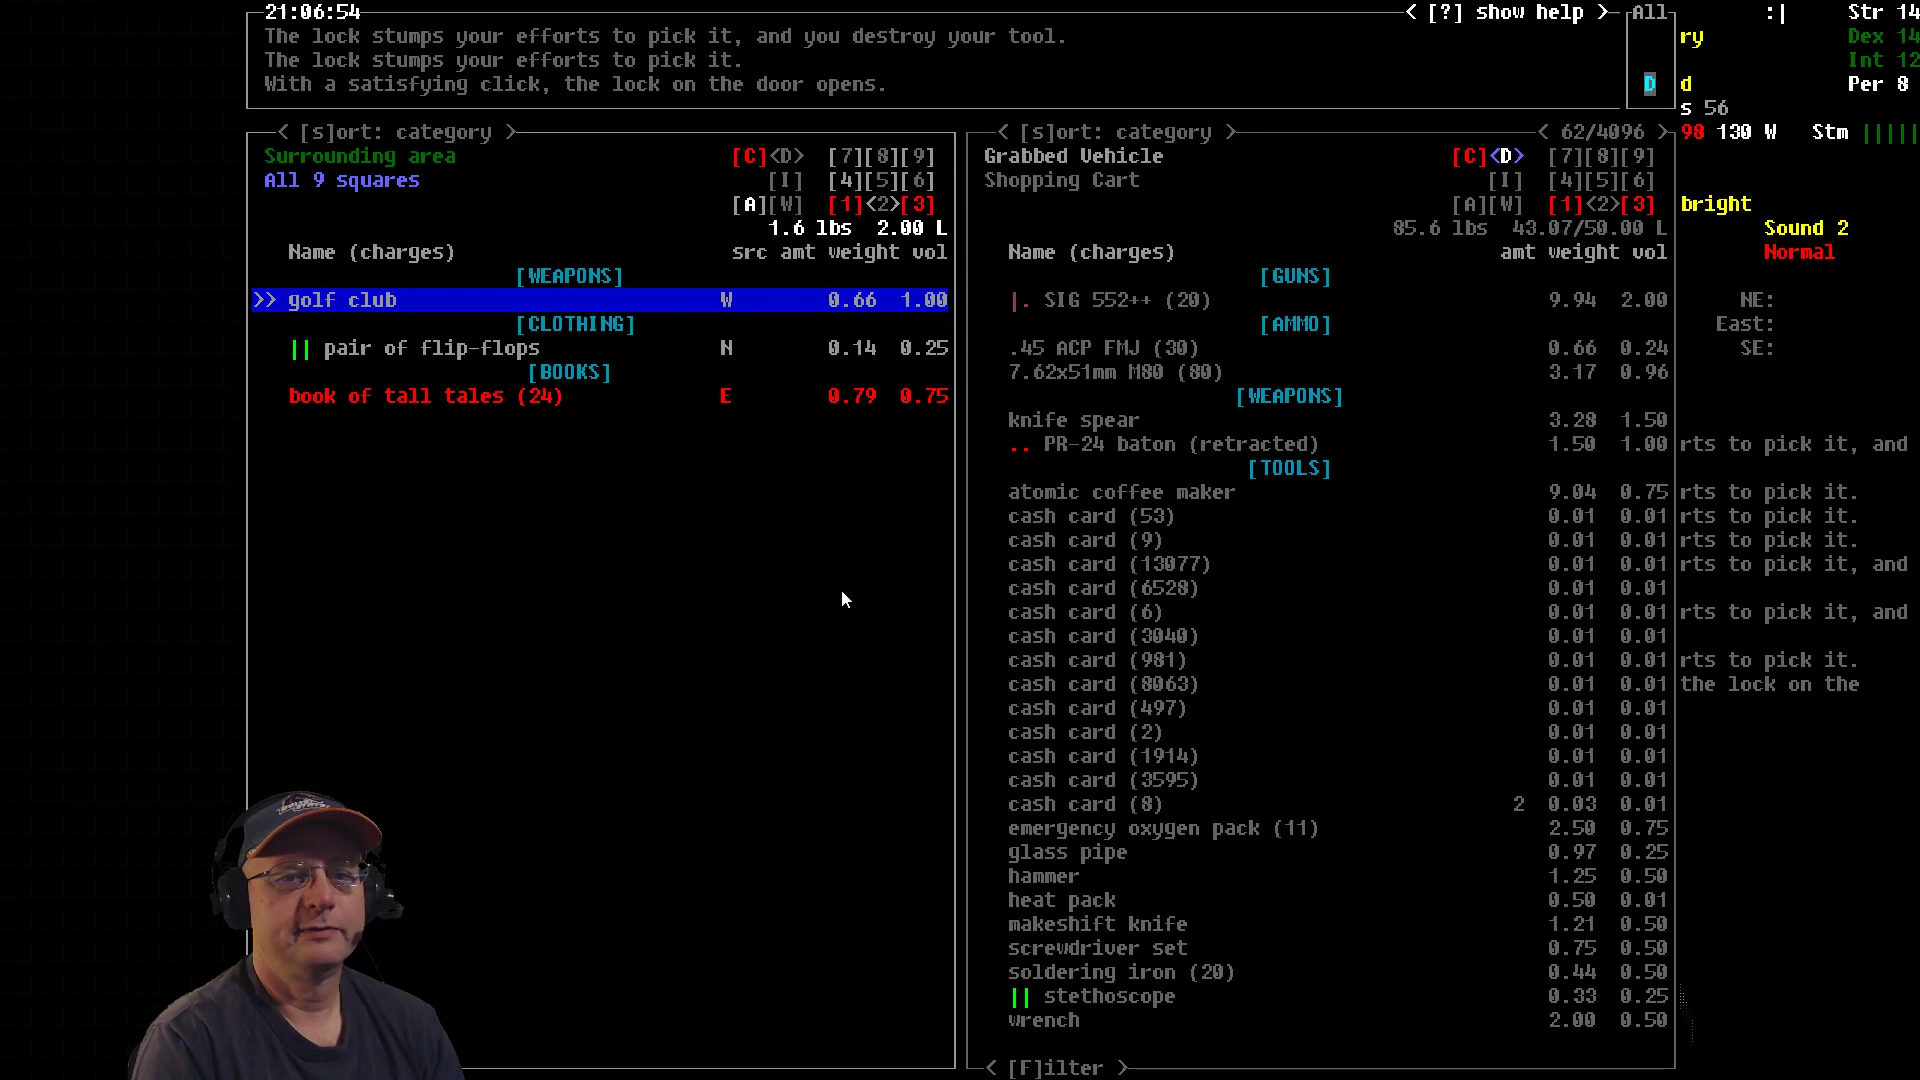 21:06:54 < [?] show help > All :| Str 14
The lock stumps your efforts to pick it, and you destroy your tool. ry Dex 14
The lock stumps your efforts to pick it. Int 12
With a satisfying click, the lock on the door opens. D d Per 8
s 56
< [s]ort: category > < [s]ort: category > < 62/4096 > 98 130 W Stm |||||
Surrounding area [C]<D> [7][8][9] Grabbed Vehicle [C]<D> [7][8][9]
All 9 squares [I] [4][5][6] Shopping Cart [I] [4][5][6]
[A][W] [1]<2>[3] [A][W] [1]<2>[3] bright
1.6 lbs 2.00 L 85.6 lbs 43.07/50.00 L Sound 2
Name (charges) src amt weight vol Name (charges) amt weight vol Normal
[WEAPONS] [GUNS]
>> golf club W 0.66 1.00 |. SIG 552++ (20) 9.94 2.00 NE:
[CLOTHING] [AMMO] East:
|| pair of flip-flops N 0.14 0.25 .45 ACP FMJ (30) 0.66 0.24 SE:
[BOOKS] 7.62x51mm M80 (80) 3.17 0.96
book of tall tales (24) E 0.79 0.75 [WEAPONS]
knife spear 3.28 1.50
.. PR-24 baton (retracted) 1.50 1.00 rts to pick it, and
[TOOLS]
atomic coffee maker 9.04 0.75 rts to pick it.
cash card (53) 0.01 0.01 rts to pick it.
cash card (9) 0.01 0.01 rts to pick it.
cash card (13077) 0.01 0.01 rts to pick it, and
cash card (6528) 0.01 0.01
cash card (6) 0.01 0.01 rts to pick it, and
cash card (3040) 0.01 0.01
cash card (981) 0.01 0.01 rts to pick it.
cash card (8063) 0.01 0.01 the lock on the
cash card (497) 0.01 0.01
cash card (2) 0.01 0.01
cash card (1914) 0.01 0.01
cash card (3595) 0.01 0.01
cash card (8) 2 0.03 0.01
emergency oxygen pack (11) 2.50 0.75
glass pipe 0.97 0.25
hammer 1.25 0.50
heat pack 0.50 0.01
makeshift knife 1.21 0.50
screwdriver set 0.75 0.50
soldering iron (20) 0.44 0.50
|| stethoscope 0.33 0.25
wrench 2.00 0.50
< [F]ilter >